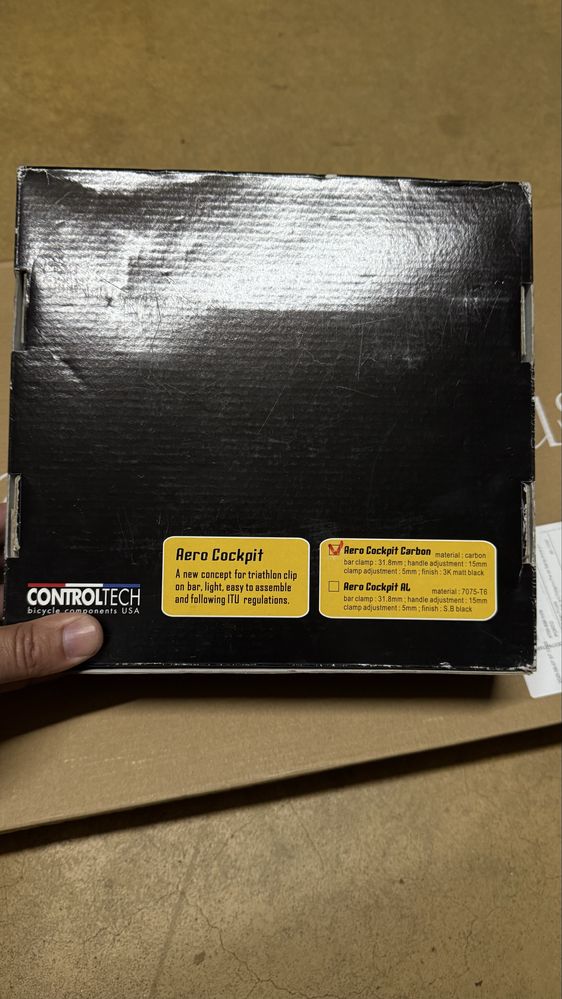 Aero Cockpit
A new concept for triathlon clip
on bar, light, easy to assemble
and following ITU regulations.
Aero Cockpit Carbon material : carbon
bar clamp : 31.8mm ; handle adjustment : 15mm
clamp adjustment : 5mm ; finish : 3K matt black
Aero Cockpit AL material : 7075-T6
bar clamp : 31.8mm ; handle adjustment : 15mm
clamp adjustment : 5mm ; finish : S.B black
CONTROLTECH
bicycle components USA